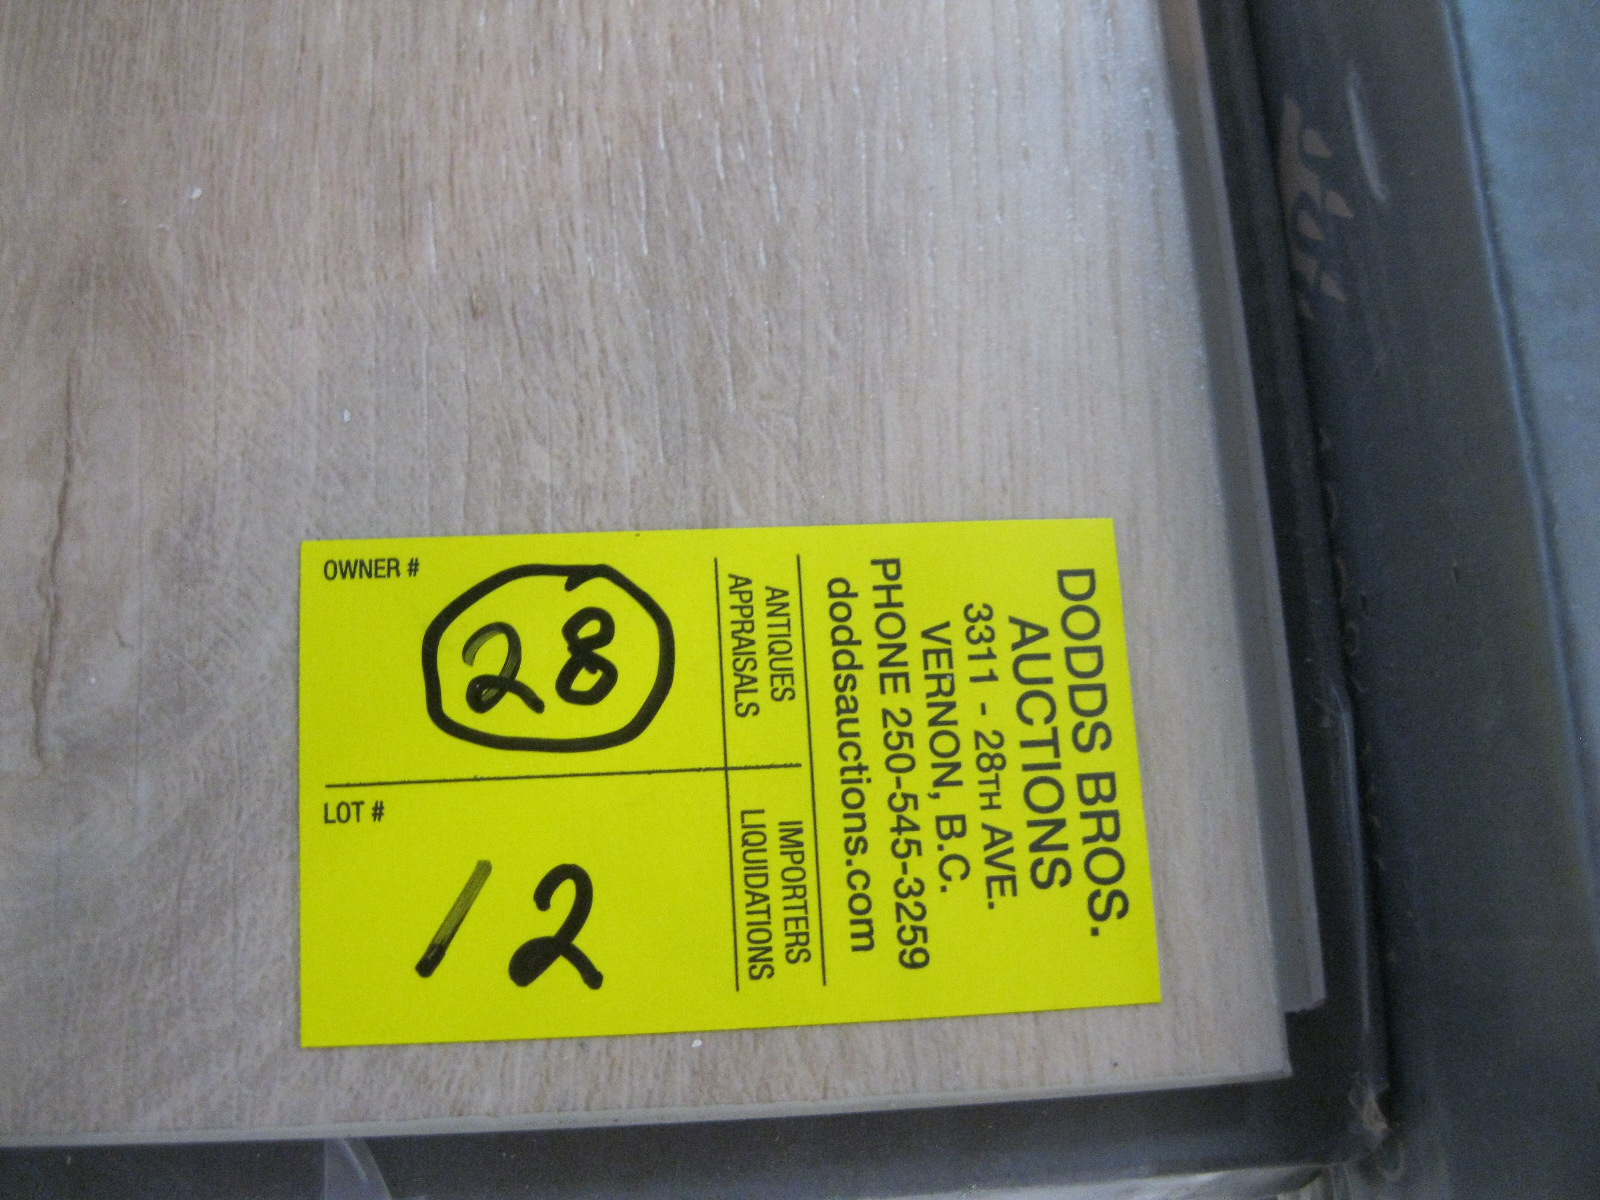 DODDS BROS.
AUCTIONS
3311 - 28TH AVE.
VERNON, B.C.
PHONE 250-545-3259
doddsauctions.com
ANTIQUES
APPRAISALS
IMPORTERS
LIQUIDATIONS
OWNER #
28
LOT #
12